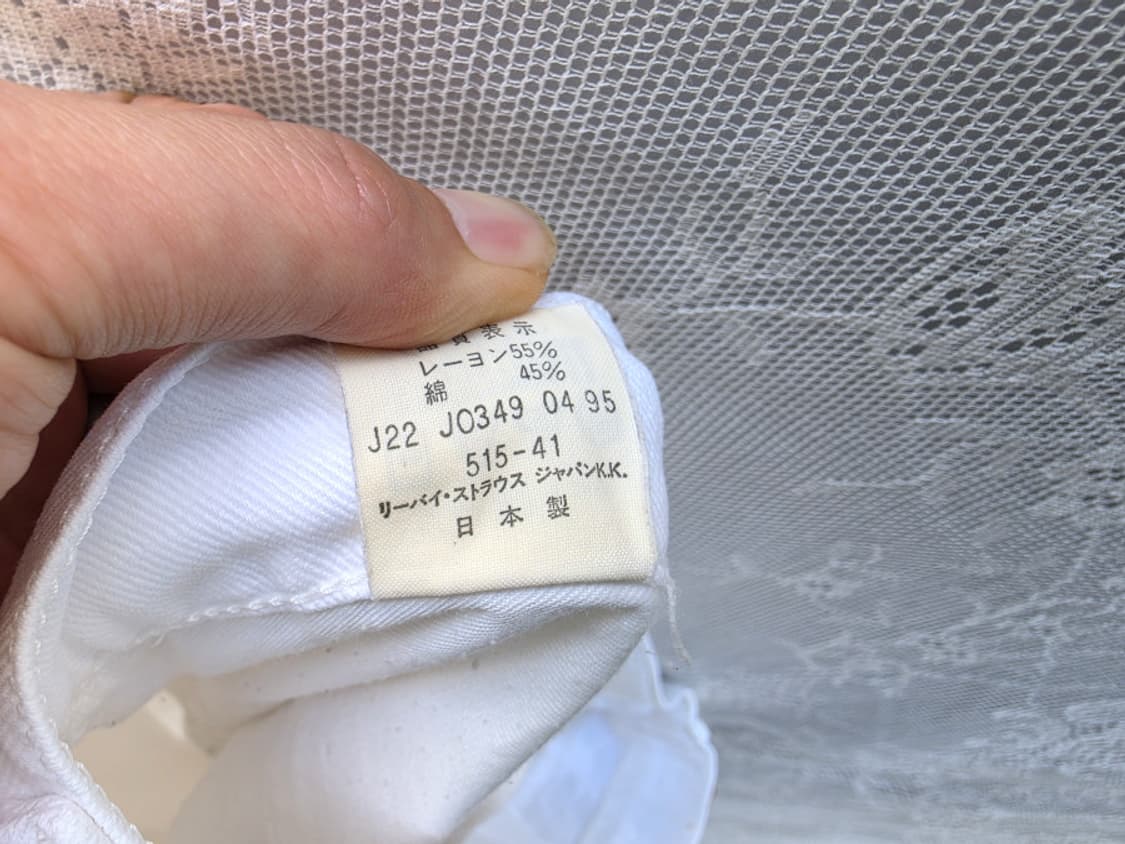 品質表示
レーヨン55%
綿 45%
J22 J0349 04 95
515-41
リーバイ・ストラウス ジャパンK.K.
日本製